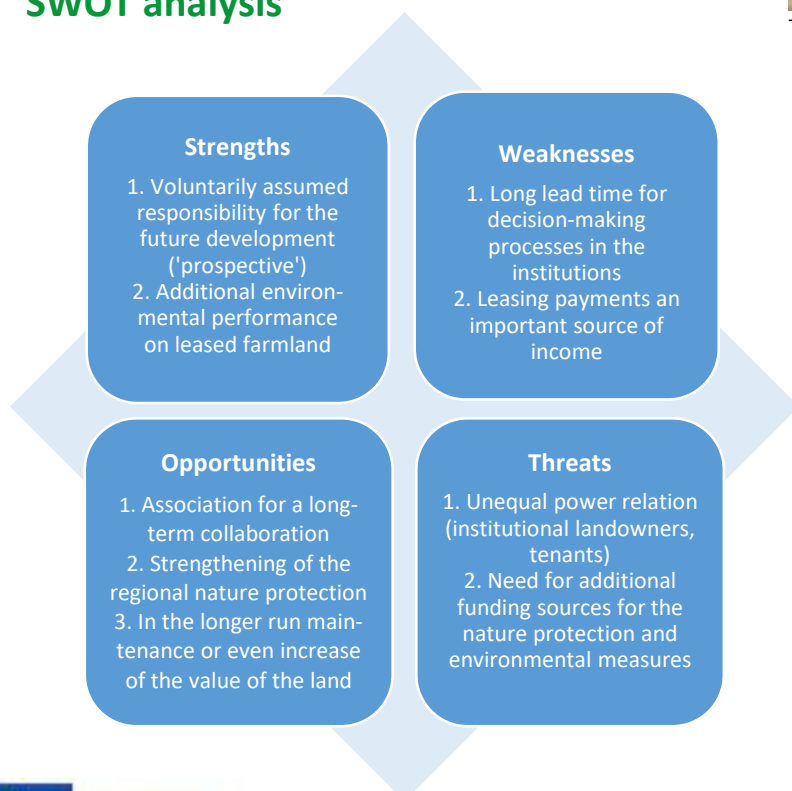 SWOT analysis
Strengths
1. Voluntarily assumed
responsibility for the
future development
('prospective')
2. Additional environ-
mental performance
on leased farmland
Weaknesses
1. Long lead time for
decision-making
processes in the
institutions
2. Leasing payments an
important source of
income
Opportunities
1. Association for a long-
term collaboration
2. Strengthening of the
regional nature protection
3. In the longer run main-
tenance or even increase
of the value of the land
Threats
1. Unequal power relation
(institutional landowners,
tenants)
2. Need for additional
funding sources for the
nature protection and
environmental measures